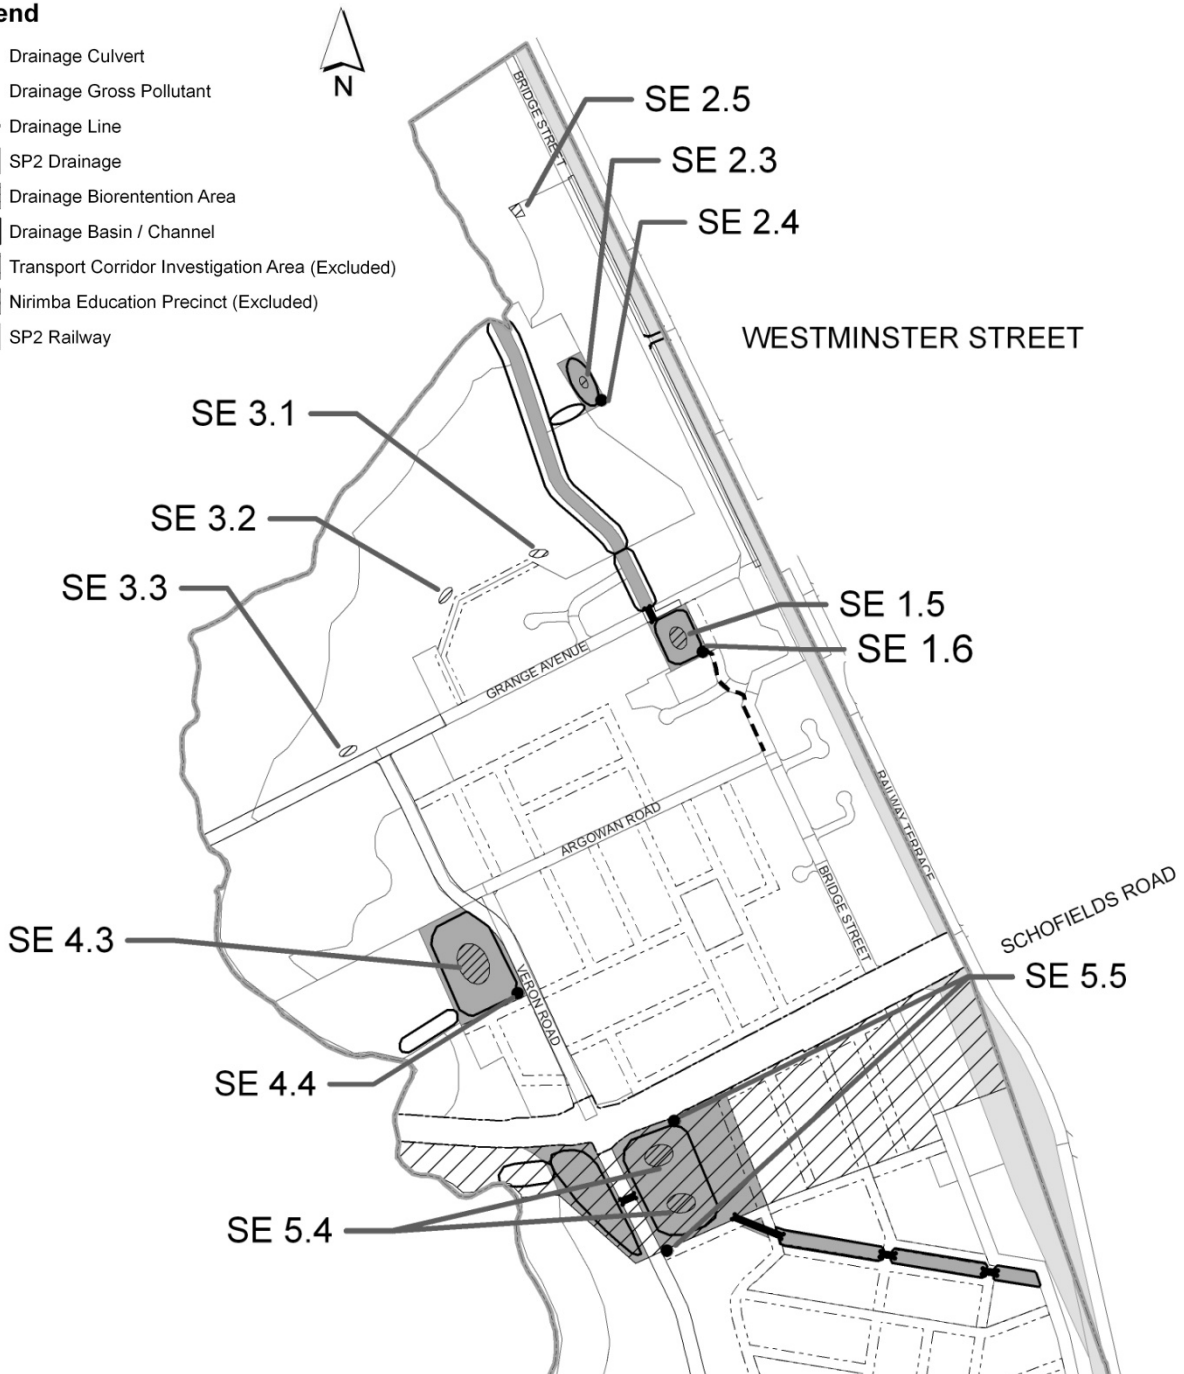 end
Drainage Culvert
Drainage Gross Pollutant
Drainage Line
SP2 Drainage
Drainage Biorentention Area
Drainage Basin / Channel
Transport Corridor Investigation Area (Excluded)
Nirimba Education Precinct (Excluded)
SP2 Railway
N
BRIDGE STREET
SE 2.5
SE 2.3
SE 2.4
WESTMINSTER STREET
SE 3.1
SE 3.2
SE 3.3
SE 1.5
SE 1.6
GRANGE AVENUE
ARGOWAN ROAD
RAILWAY TERRACE
BRIDGE STREET
SCHOFIELDS ROAD
SE 4.3
SE 5.5
VERON ROAD
SE 4.4
SE 5.4